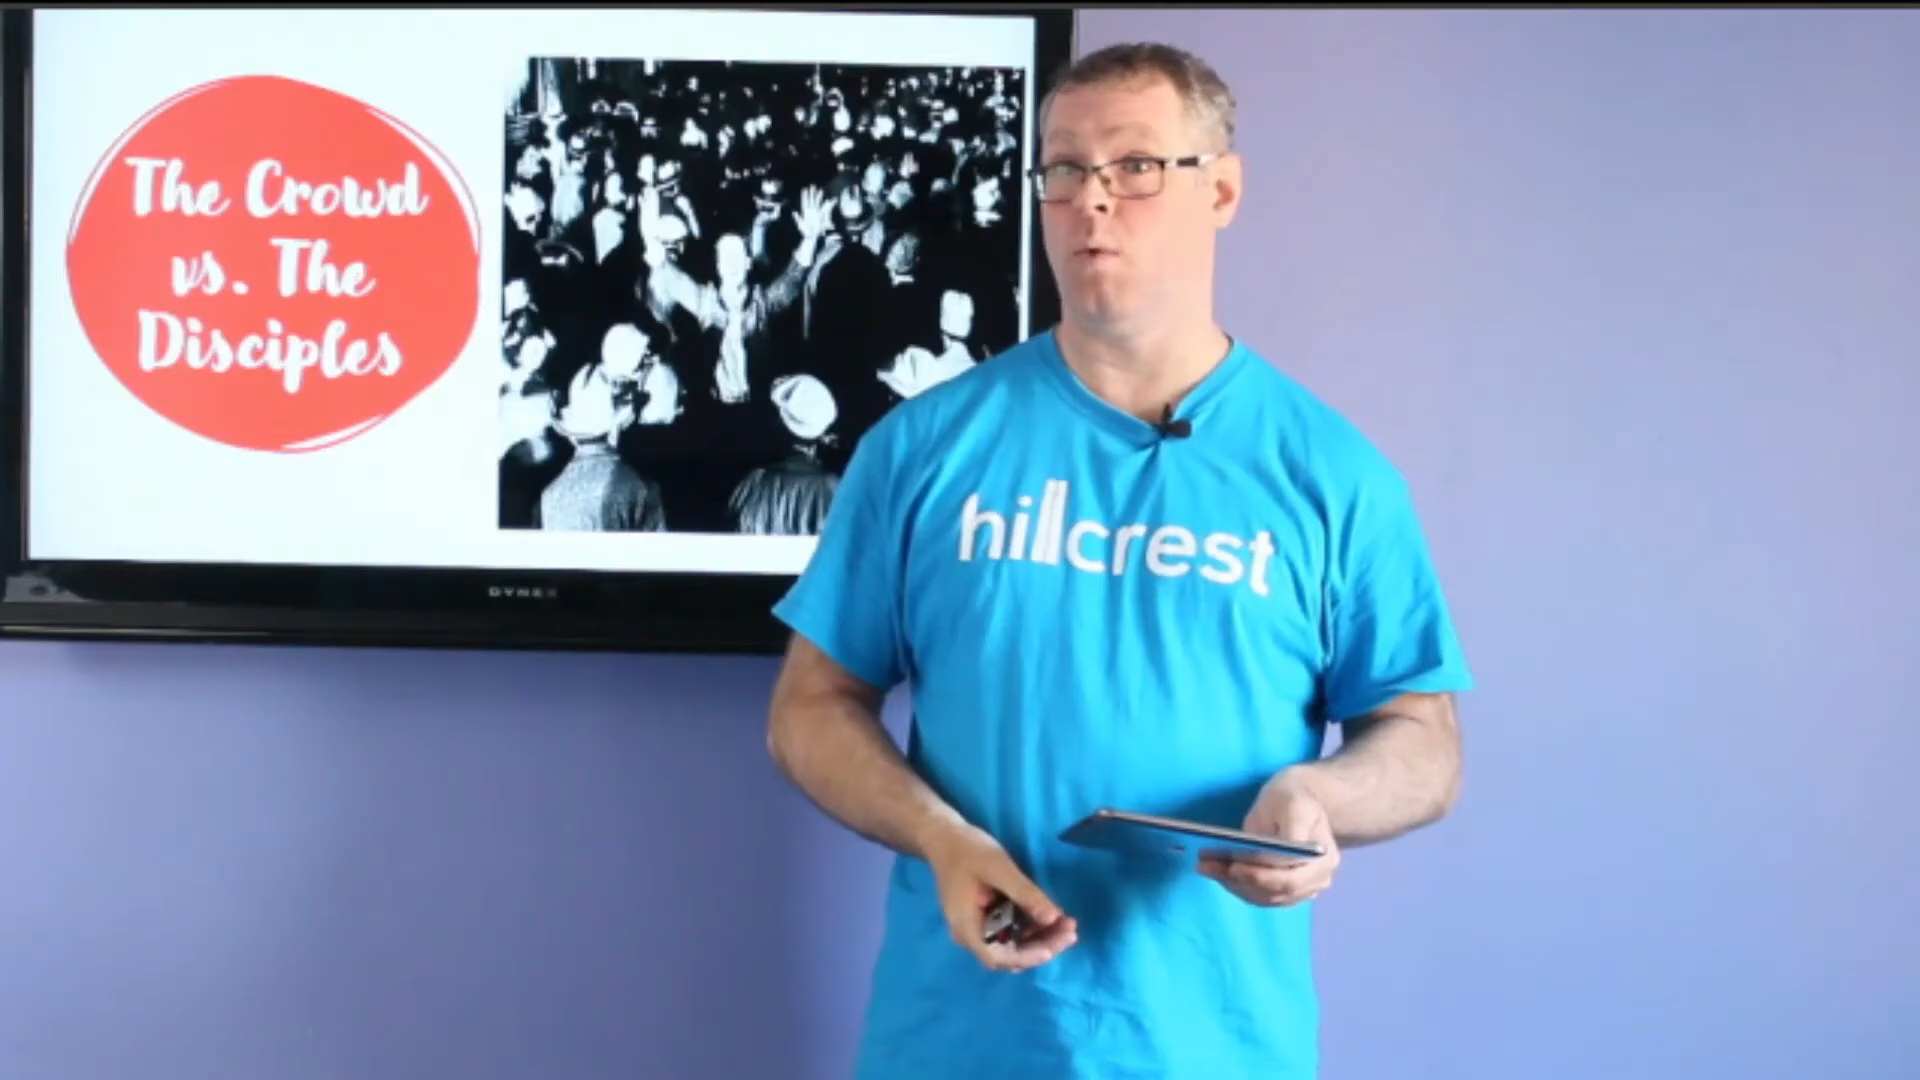 The Crowd
vs. The
Disciples
hillcrest
DYNEX